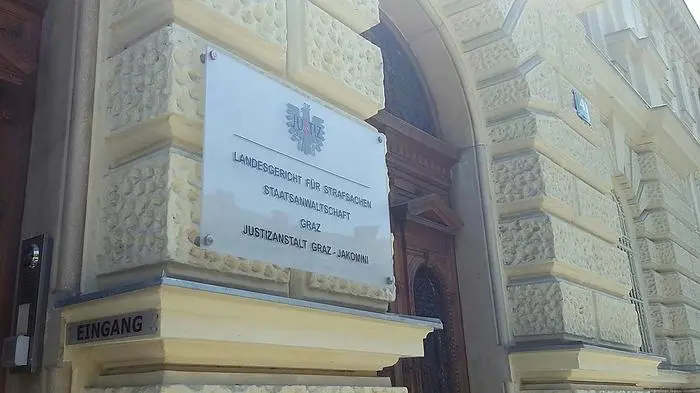 JUSTIZ
LANDESGERICHT FÜR STRAFSACHEN
STAATSANWALTSCHAFT
GRAZ
JUSTIZANSTALT GRAZ-JAKOMINI
EINGANG